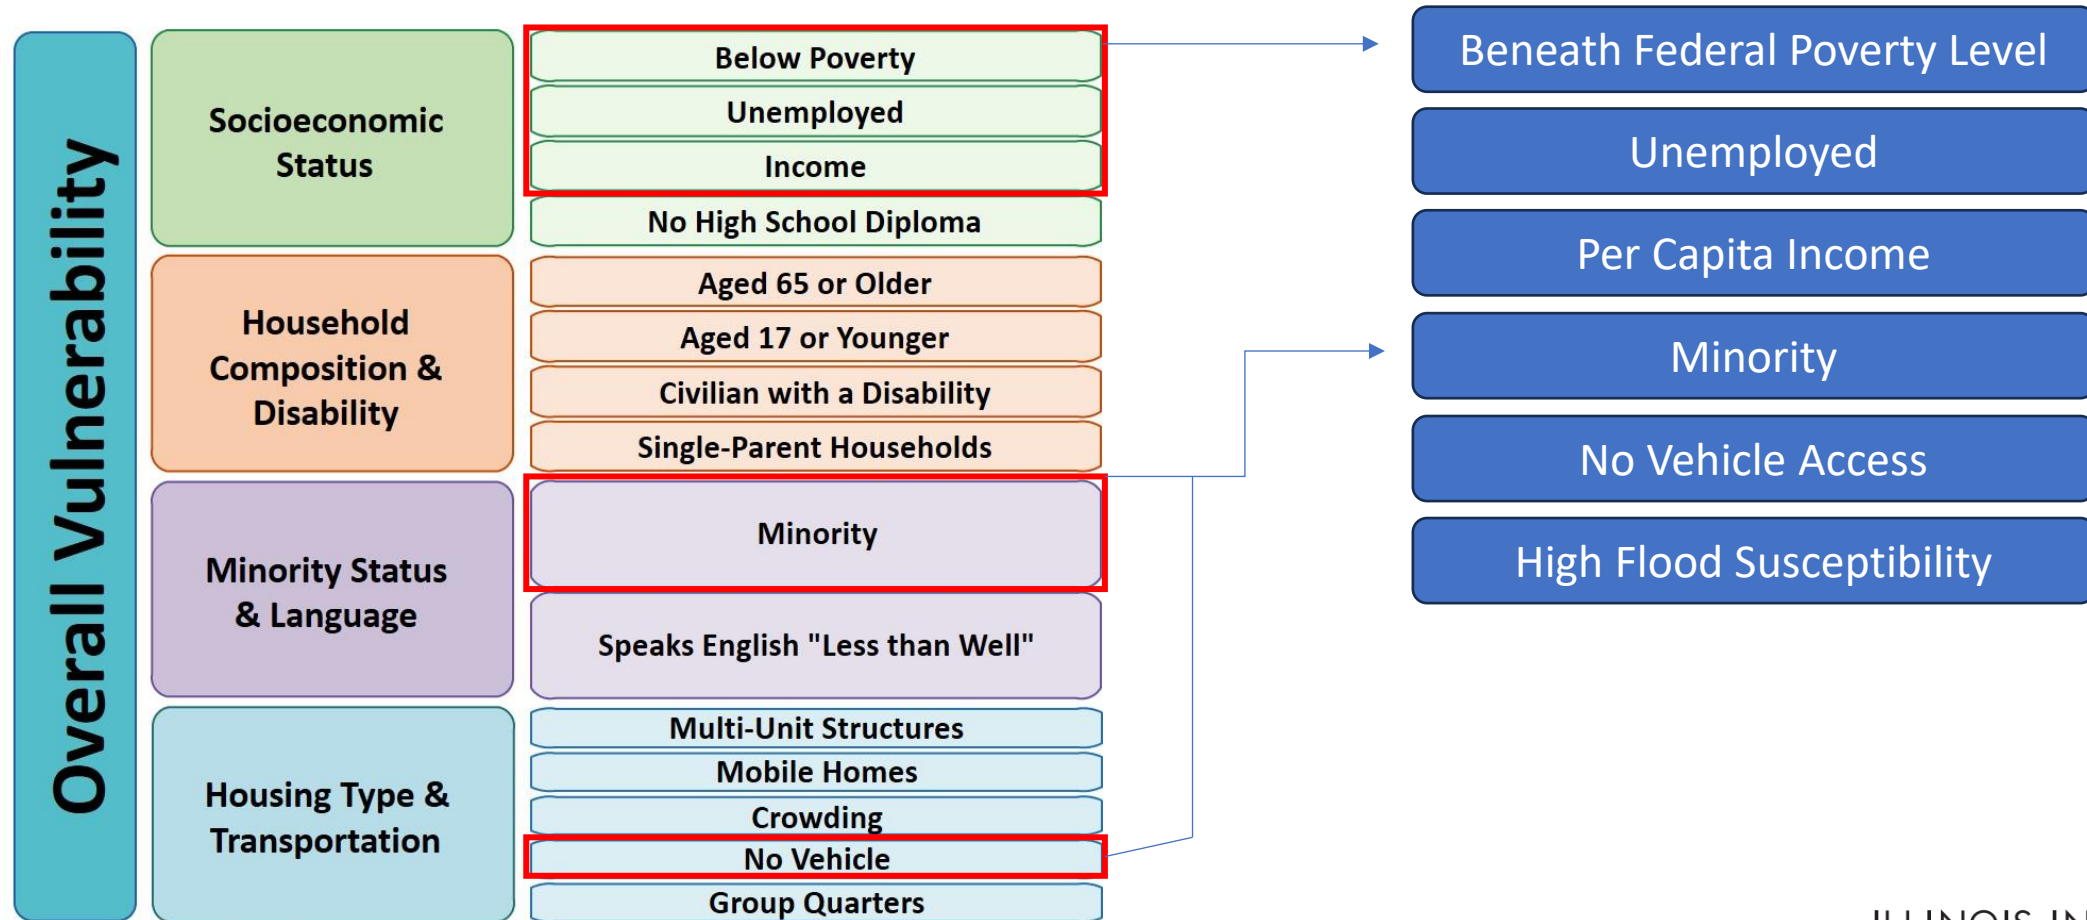 Overall Vulnerability
Socioeconomic
Status
Below Poverty
Unemployed
Income
No High School Diploma
Household
Composition &
Disability
Aged 65 or Older
Aged 17 or Younger
Civilian with a Disability
Single-Parent Households
Minority Status
& Language
Minority
Speaks English "Less than Well"
Housing Type &
Transportation
Multi-Unit Structures
Mobile Homes
Crowding
No Vehicle
Group Quarters
Beneath Federal Poverty Level
Unemployed
Per Capita Income
Minority
No Vehicle Access
High Flood Susceptibility
ILLINOIS